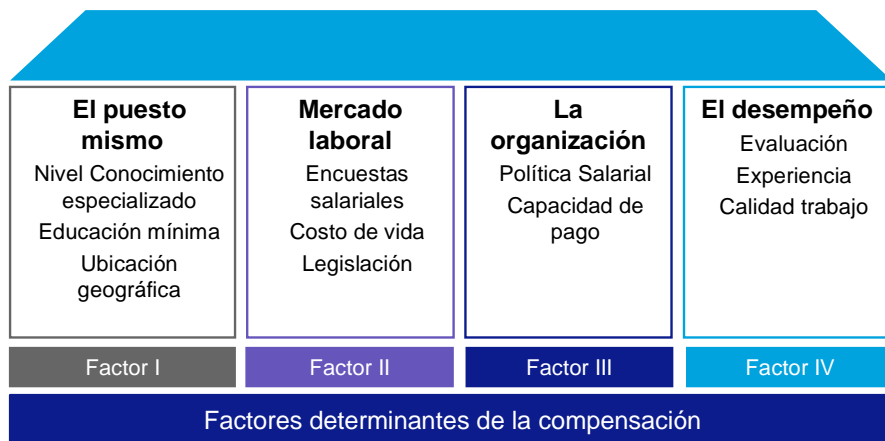 El puesto
mismo
Nivel Conocimiento
especializado
Educación mínima
Ubicación
geográfica
Factor I
Mercado
laboral
Encuestas
salariales
Costo de vida
Legislación
Factor II
La
organización
Política Salarial
Capacidad de
pago
Factor III
El desempeño
Evaluación
Experiencia
Calidad trabajo
Factor IV
Factores determinantes de la compensación